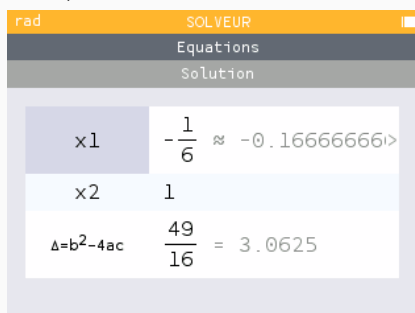 rad SOLVEUR
Equations
Solution
x1 -1/6 ≈ -0.16666666
x2 1
Δ=b²-4ac 49/16 = 3.0625